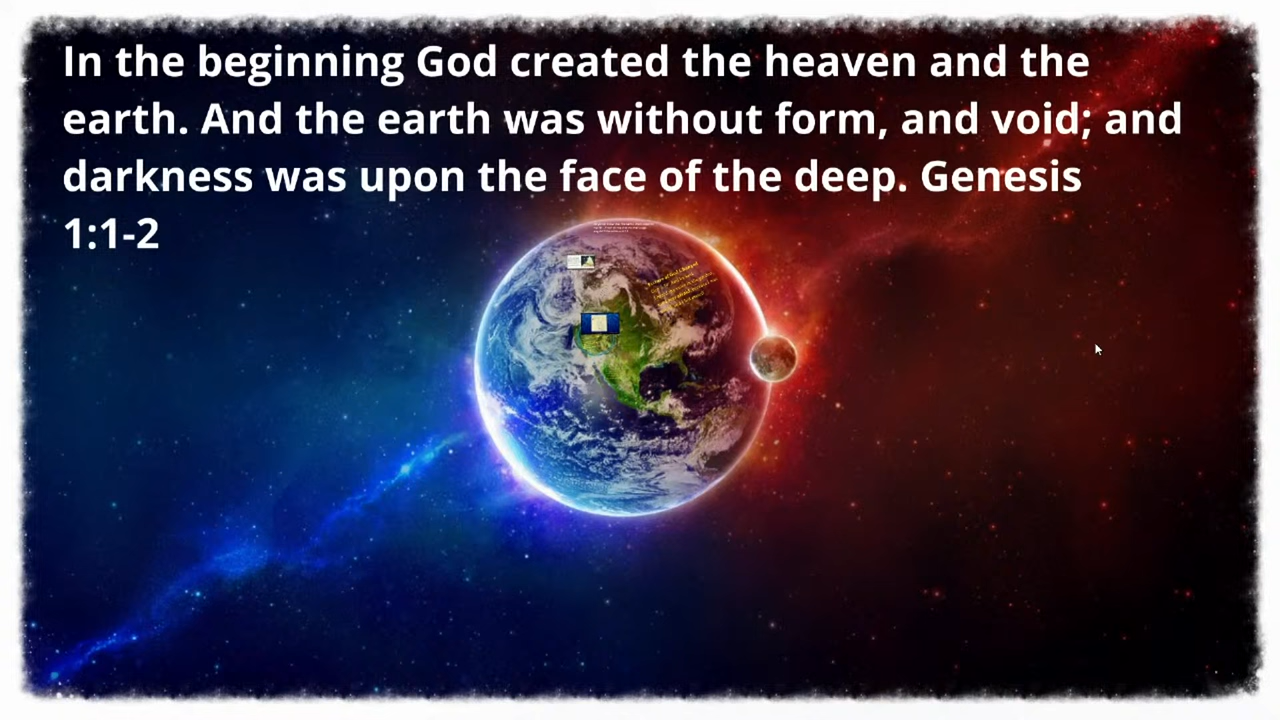 In the beginning God created the heaven and the
earth. And the earth was without form, and void; and
darkness was upon the face of the deep. Genesis
1:1-2